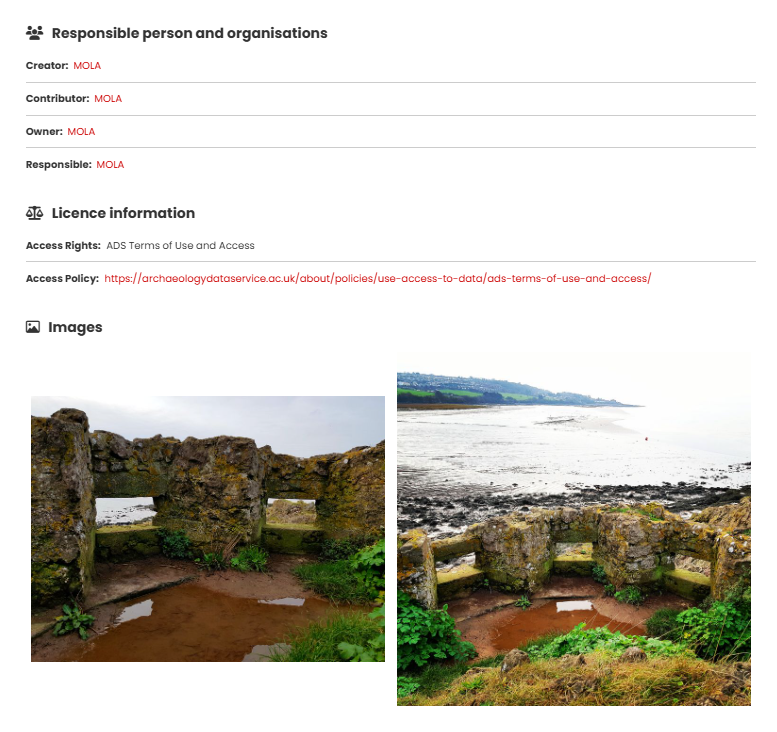 Responsible person and organisations
Creator: MOLA
Contributor: MOLA
Owner: MOLA
Responsible: MOLA
Licence information
Access Rights: ADS Terms of Use and Access
Access Policy: https://archaeologydataservice.ac.uk/about/policies/use-access-to-data/ads-terms-of-use-and-access/
Images